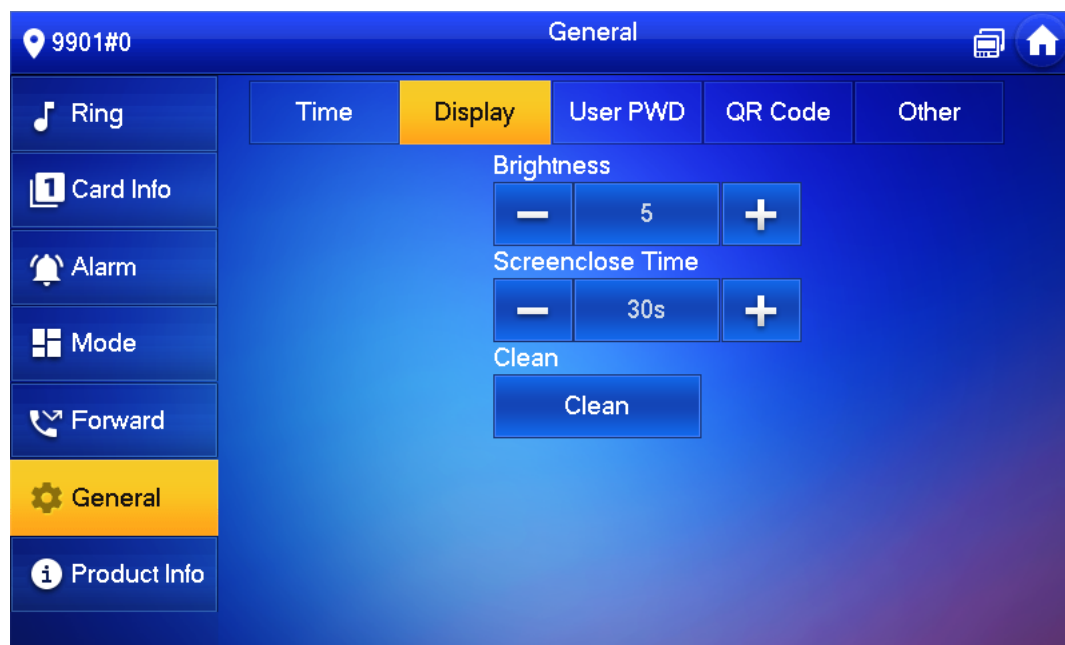 9901#0
General
Ring
Card Info
Alarm
Mode
Forward
General
Product Info
Time Display User PWD QR Code Other
Brightness
5
Screenclose Time
30s
Clean
Clean